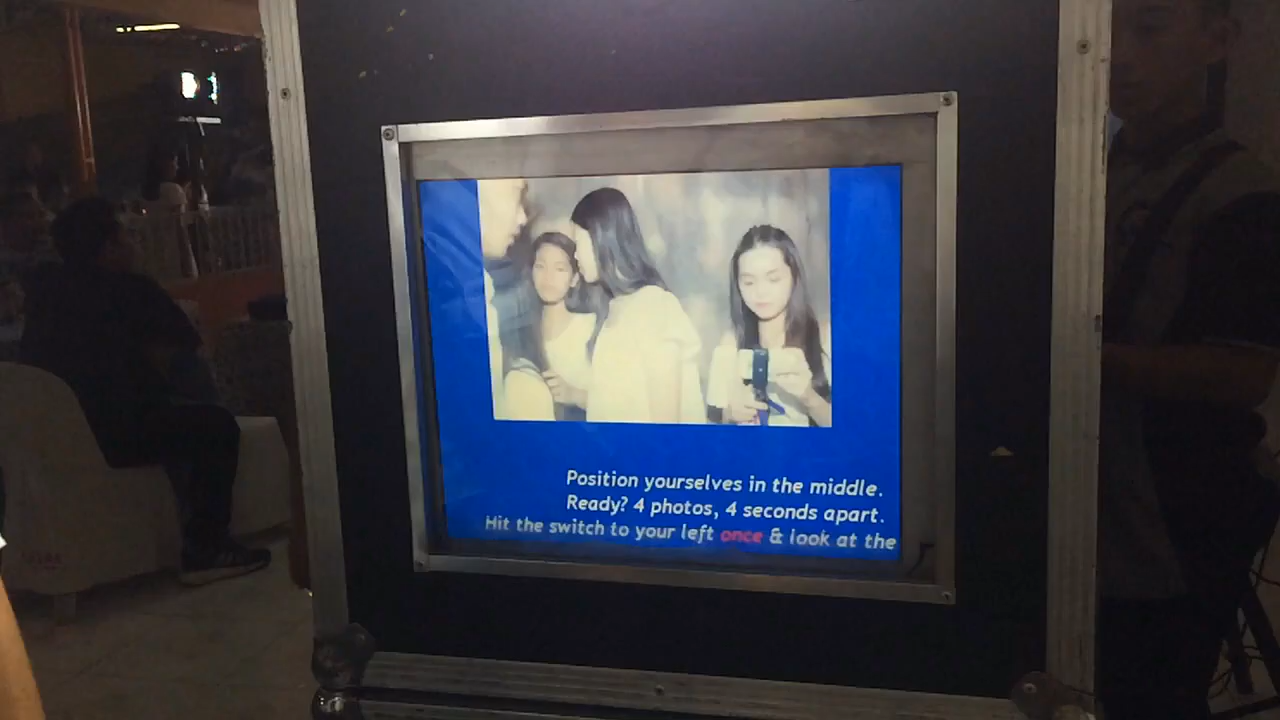 Position yourselves in the middle.
Ready? 4 photos, 4 seconds apart.
Hit the switch to your left once & look at the